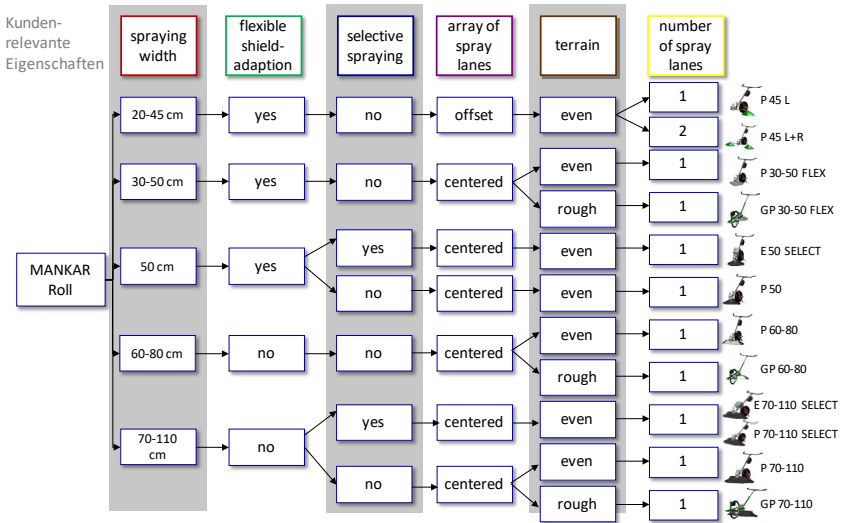 Kunden-
relevante
Eigenschaften
spraying
width
flexible
shield-
adaption
selective
spraying
array of
spray
lanes
terrain
number
of spray
lanes
MANKAR
Roll
20-45 cm
yes
no
offset
even
1
P 45 L
2
P 45 L+R
30-50 cm
yes
no
centered
even
1
P 30-50 FLEX
rough
1
GP 30-50 FLEX
50 cm
yes
yes
centered
even
1
E 50 SELECT
no
centered
even
1
P 50
60-80 cm
no
no
centered
even
1
P 60-80
rough
1
GP 60-80
70-110
cm
no
yes
centered
even
1
E 70-110 SELECT
P 70-110 SELECT
no
centered
even
1
P 70-110
rough
1
GP 70-110